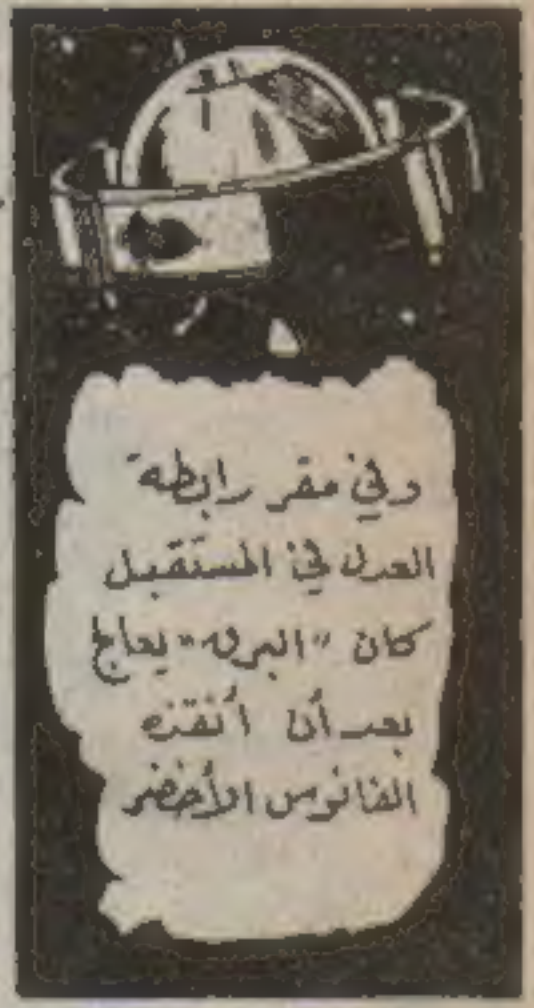 وفي مقر رابطة
العدل في المستقبل
كان "البرق" يعالج
بعد أن أنقذه
الفانوس الأخضر